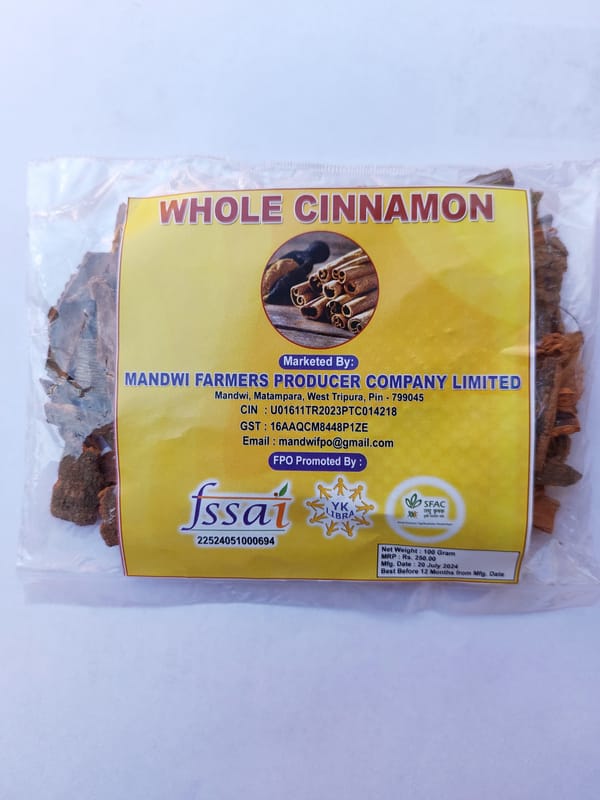 WHOLE CINNAMON
Marketed By:
MANDWI FARMERS PRODUCER COMPANY LIMITED
Mandwi, Matampara, West Tripura, Pin - 799045
CIN : U01611TR2023PTC014218
GST : 16AAQCM8448P1ZE
Email : mandwifpo@gmail.com
FPO Promoted By :
fssai
22524051000694
YK
LIBRA
SFAC
Net Weight : 100 Gram
MRP : Rs. 250.00
Mfg. Date : 20 July 2024
Best Before 12 Months from Mfg. Date